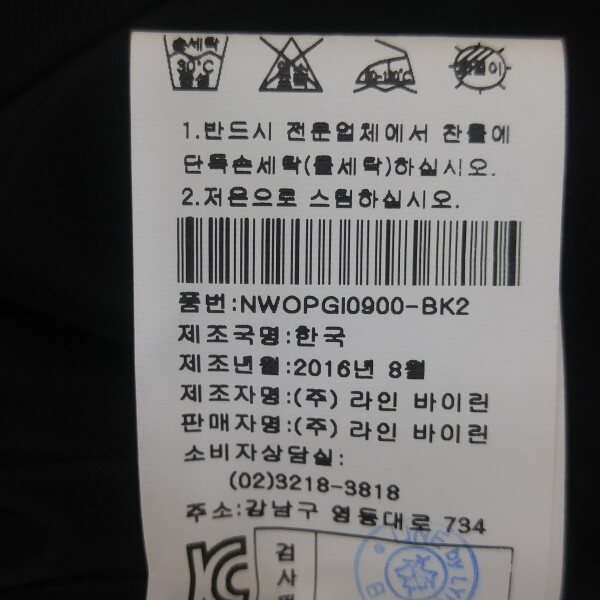 물세탁
30°C
1.반드시 전문업체에서 찬물에
단독손세탁(물세탁)하십시오.
2.저온으로 스팀하십시오.
품번:NWOPGI0900-BK2
제조국명:한국
제조년월:2016년 8월
제조자명:(주) 라인 바이린
판매자명:(주) 라인 바이린
소비자상담실:
(02)3218-3818
주소:강남구 영동대로 734
검
사
BY LY